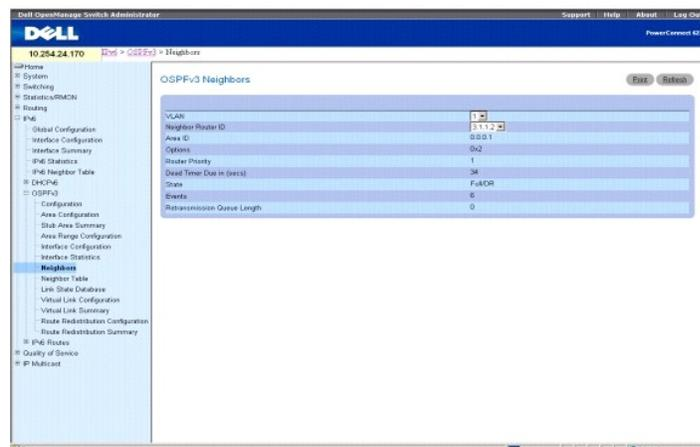 Dell OpenManage Switch Administrator
Support Help About Log Ou
DELL
PowerConnect 62
10.254.24.170
IPv6 > OSPFv3 > Neighbors
Home
System
Switching
Statistics/RMON
Routing
IPv6
Global Configuration
Interface Configuration
Interface Summary
IPv6 Statistics
IPv6 Neighbor Table
DHCPv6
OSPFv3
Configuration
Area Configuration
Stub Area Summary
Area Range Configuration
Interface Configuration
Interface Statistics
Neighbors
Neighbor Table
Link State Database
Virtual Link Configuration
Virtual Link Summary
Route Redistribution Configuration
Route Redistribution Summary
IPv6 Routes
Quality of Service
IP Multicast
OSPFv3 Neighbors
Print Refresh
VLAN 1
Neighbor Router ID 3.1.1.2
Area ID 0.0.0.1
Options 0x2
Router Priority 1
Dead Timer Due in (secs) 34
State Full/DR
Events 6
Retransmission Queue Length 0